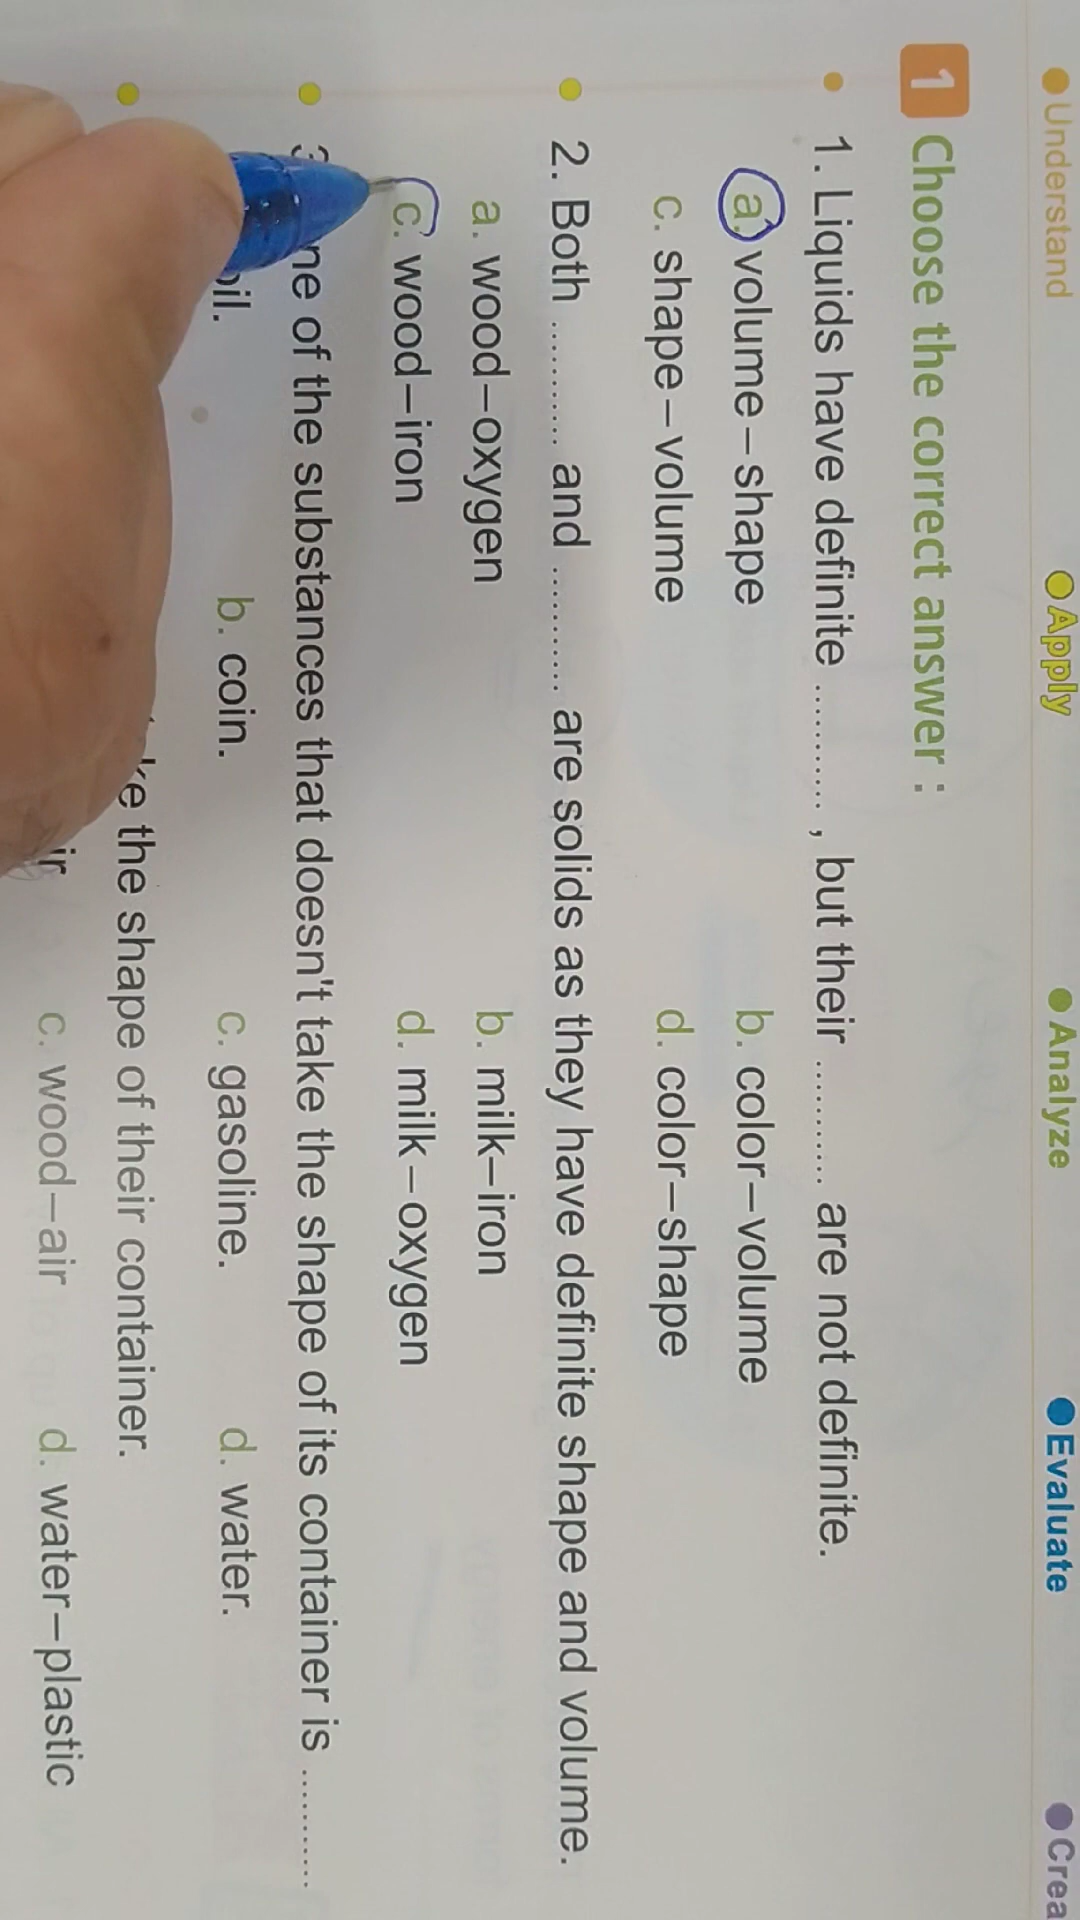 Understand Apply Analyze Evaluate
1 Choose the correct answer :
1. Liquids have definite ........... , but their ........... are not definite.
a. volume – shape b. color – volume
c. shape – volume d. color – shape
2. Both ........... and ........... are solids as they have definite shape and volume.
a. wood – oxygen b. milk – iron
c. wood – iron d. milk – oxygen
of the substances that doesn't take the shape of its container is ...........
b. coin. c. gasoline. d. water.
the shape of their container.
c. wood – air d. water – plastic